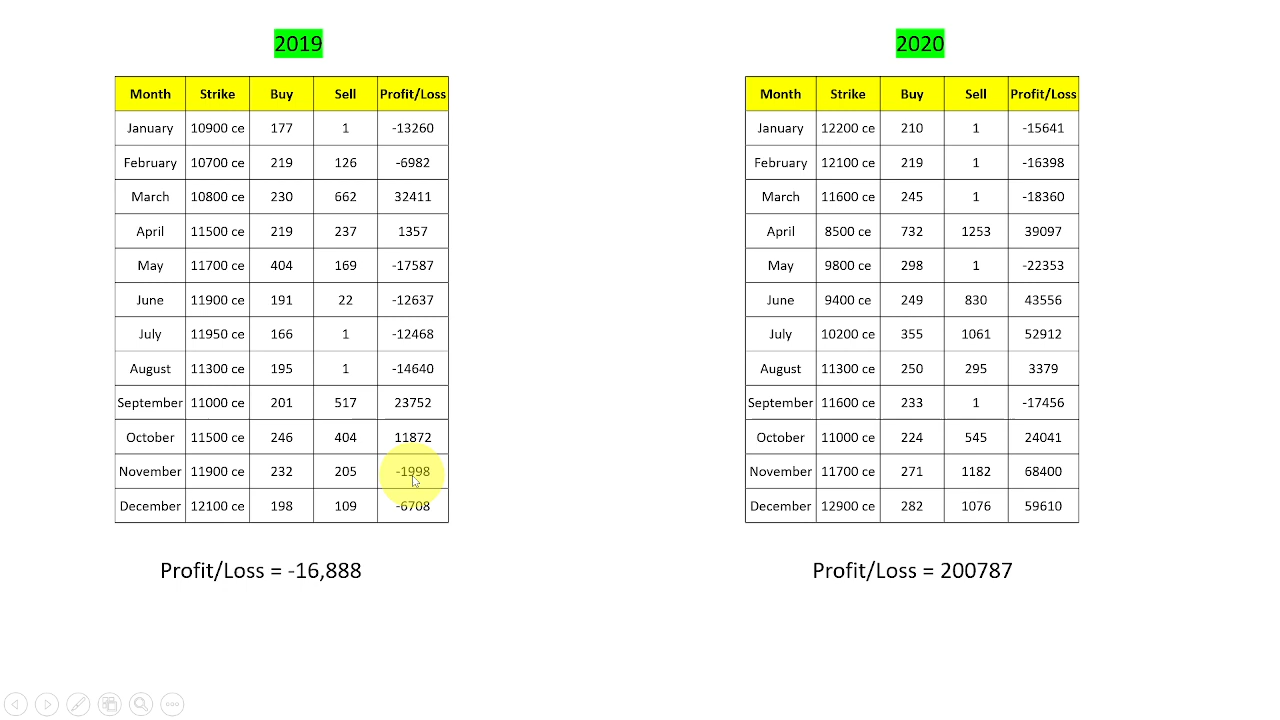 2019
Month Strike Buy Sell Profit/Loss
January 10900 ce 177 1 -13260
February 10700 ce 219 126 -6982
March 10800 ce 230 662 32411
April 11500 ce 219 237 1357
May 11700 ce 404 169 -17587
June 11900 ce 191 22 -12637
July 11950 ce 166 1 -12468
August 11300 ce 195 1 -14640
September 11000 ce 201 517 23752
October 11500 ce 246 404 11872
November 11900 ce 232 205 -1998
December 12100 ce 198 109 -6708
Profit/Loss = -16,888
2020
Month Strike Buy Sell Profit/Loss
January 12200 ce 210 1 -15641
February 12100 ce 219 1 -16398
March 11600 ce 245 1 -18360
April 8500 ce 732 1253 39097
May 9800 ce 298 1 -22353
June 9400 ce 249 830 43556
July 10200 ce 355 1061 52912
August 11300 ce 250 295 3379
September 11600 ce 233 1 -17456
October 11000 ce 224 545 24041
November 11700 ce 271 1182 68400
December 12900 ce 282 1076 59610
Profit/Loss = 200787